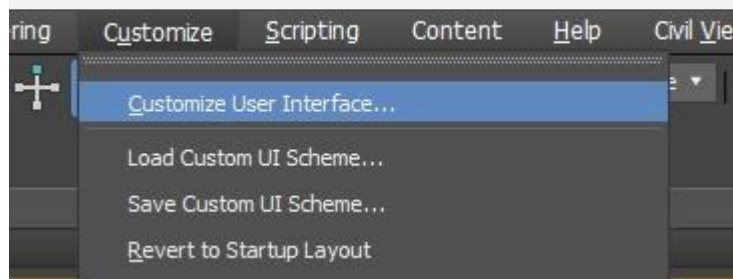 ring Customize Scripting Content Help Civil Vie
e
Customize User Interface...
Load Custom UI Scheme...
Save Custom UI Scheme...
Revert to Startup Layout